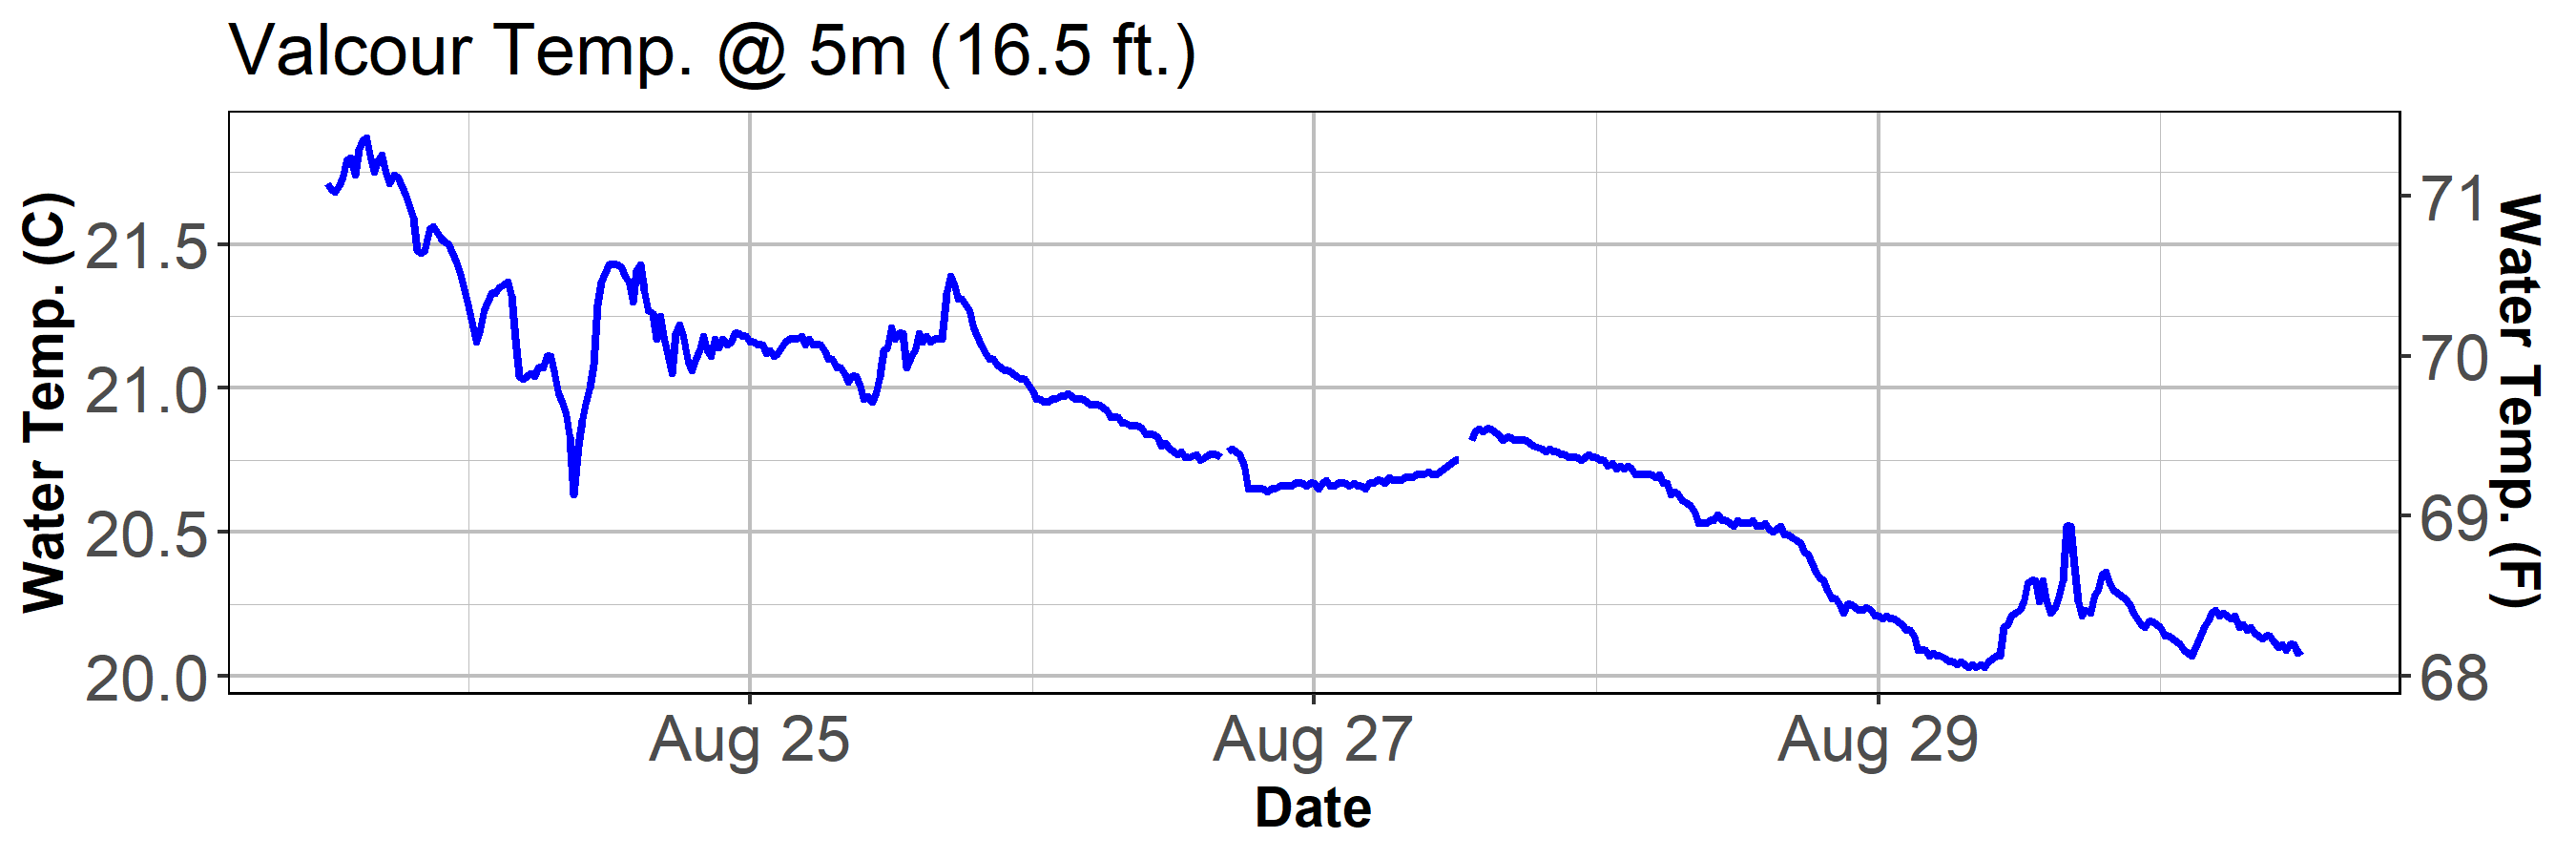 Valcour Temp. @ 5m (16.5 ft.)
Water Temp. (C)
21.5
21.0
20.5
20.0
71
70
69
68
Water Temp. (F)
Aug 25 Aug 27 Aug 29
Date